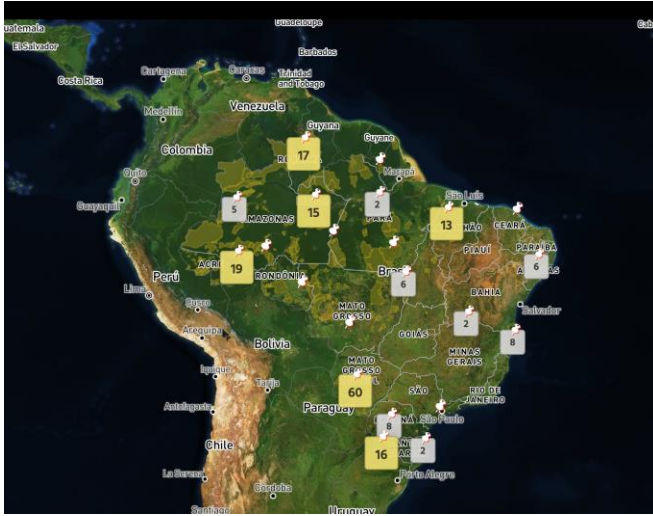 Guadeloupe
Guatemala
El Salvador
Barbados
Costa Rica
Cartagena
Caracas
Trinidad
and Tobago
Medellín
Venezuela
Guyana
Guyane
Colombia
17
Quito
Macapá
Guayaquil
5
AMAZONAS
15
2
PARÁ
São Luís
13
CEARÁ
PIAUÍ
PARAÍBA
6
Perú
19
RONDÔNIA
Bras
6
BAHIA
Lima
Cusco
MATO
GROSSO
Salvador
Arequipa
Bolivia
GOIÁS
2
8
MINAS
GERAIS
Iquique
Tarija
MATO
60
SÃO
RIO DE
JANEIRO
Antofagasta
Paraguay
8
São Paulo
Chile
16
2
La Serena
Porto Alegre
Córdoba
Santiago
Uruguay